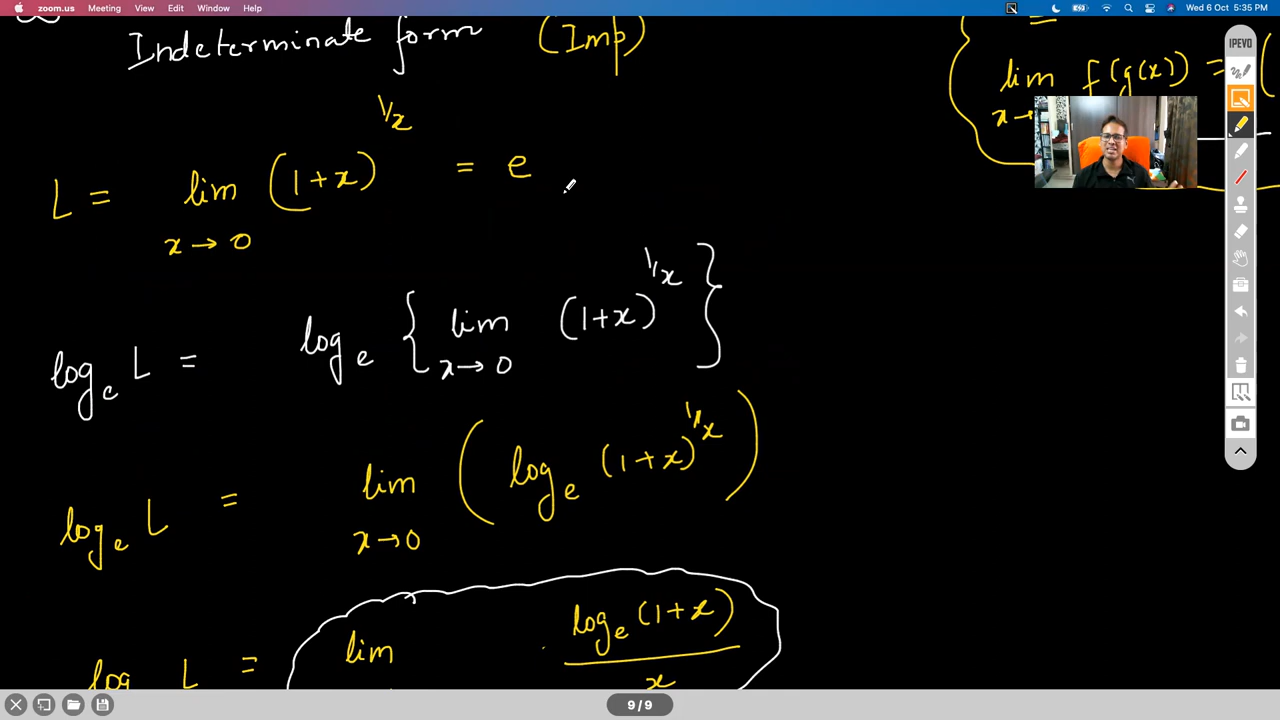 zoom.us Meeting View Edit Window Help Wed 6 Oct 5:35 PM
IPEVO
Indeterminate form (Imp)
lim f(g(x)) = (
x→
L = lim (1+x)^1/x = e
x→0
log_e L = log_e { lim (1+x)^1/x }
x→0
log_e L = lim ( log_e (1+x)^1/x )
x→0
log L = lim log_e (1+x)
x
9/9